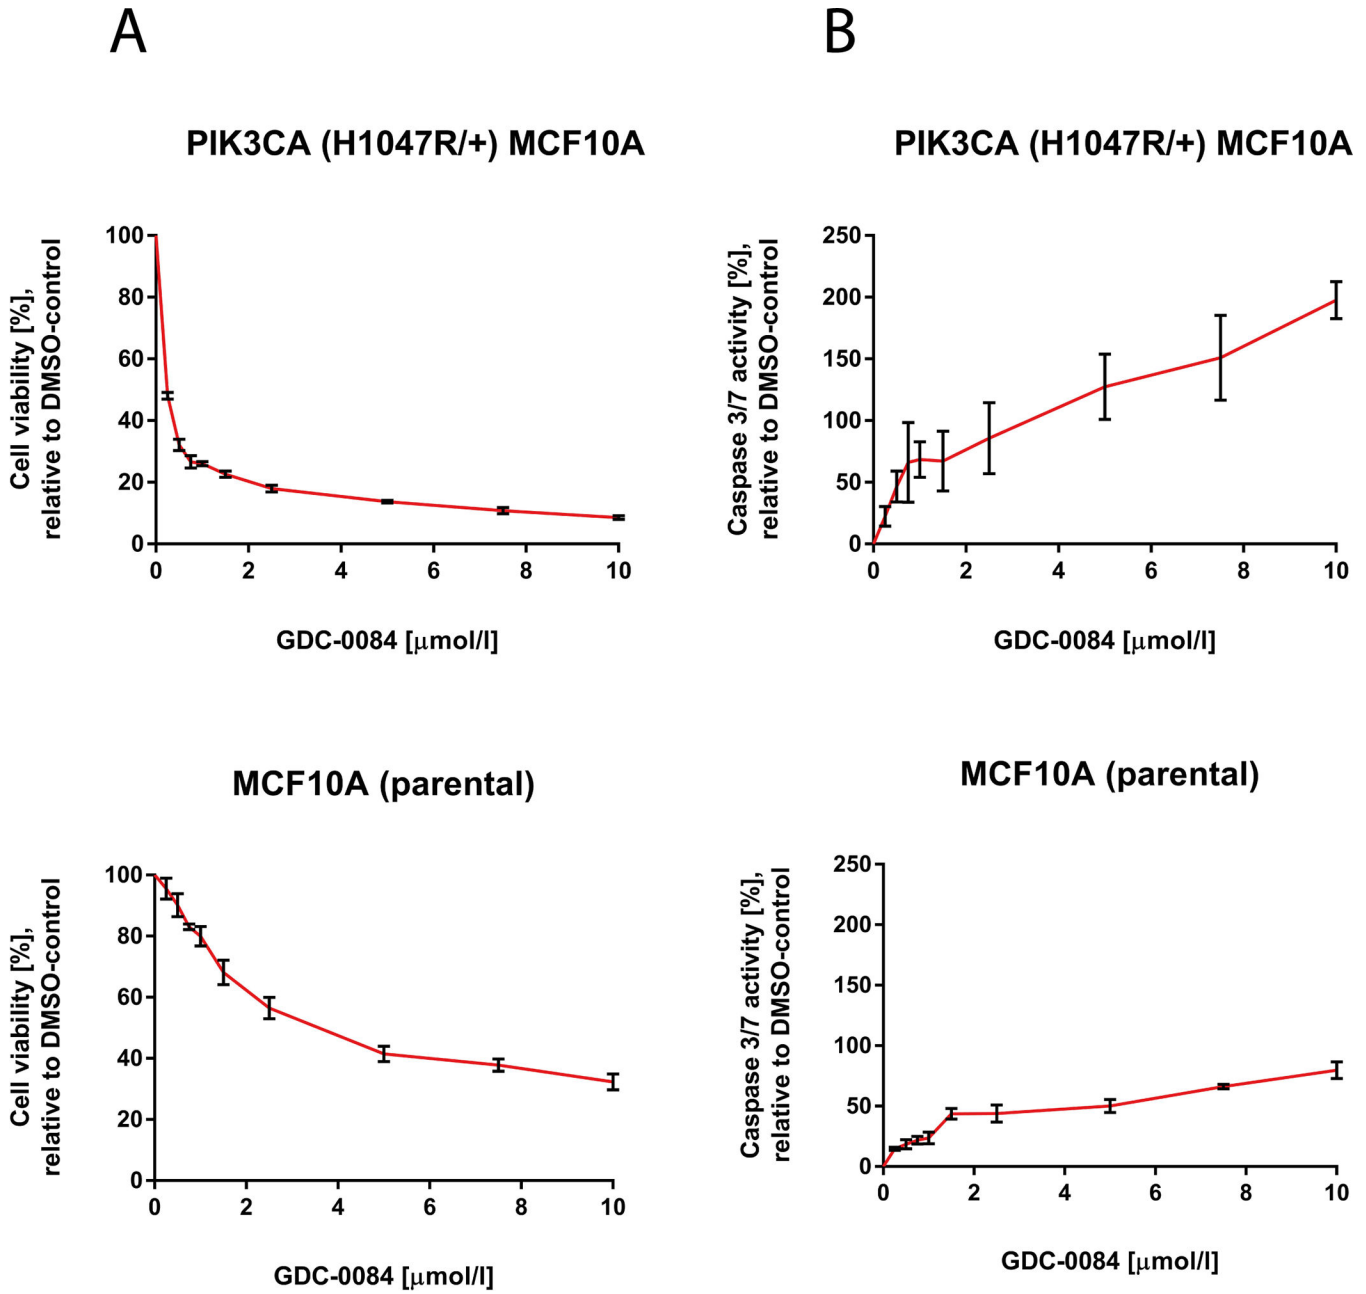 A
PIK3CA (H1047R/+) MCF10A
Cell viability [%],
relative to DMSO-control
100
80
60
40
20
0
0 2 4 6 8 10
GDC-0084 [μmol/l]
B
PIK3CA (H1047R/+) MCF10A
Caspase 3/7 activity [%],
relative to DMSO-control
250
200
150
100
50
0
0 2 4 6 8 10
GDC-0084 [μmol/l]
MCF10A (parental)
Cell viability [%],
relative to DMSO-control
100
80
60
40
20
0
0 2 4 6 8 10
GDC-0084 [μmol/l]
MCF10A (parental)
Caspase 3/7 activity [%],
relative to DMSO-control
250
200
150
100
50
0
0 2 4 6 8 10
GDC-0084 [μmol/l]